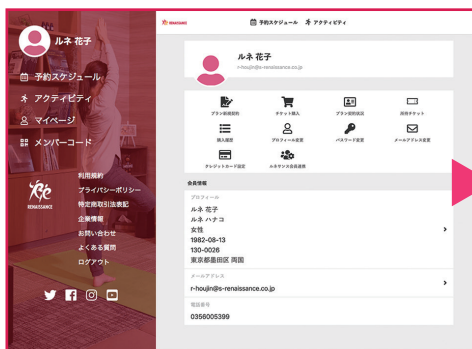 ルネ 花子
予約スケジュール
アクティビティ
マイページ
メンバーコード
RENAISSANCE
利用規約
プライバシーポリシー
特定商取引法表記
企業情報
お問い合わせ
よくある質問
ログアウト
RENAISSANCE
予約スケジュール
アクティビティ
ルネ 花子
r-houjin@s-renaissance.co.jp
プラン新規契約
チケット購入
プラン契約状況
所持チケット
購入履歴
プロフィール変更
パスワード変更
メールアドレス変更
クレジットカード設定
ルネサンス会員連携
会員情報
プロフィール
ルネ 花子
ルネ ハナコ
女性
1982-08-13
130-0026
東京都墨田区 両国
メールアドレス
r-houjin@s-renaissance.co.jp
電話番号
0356005399